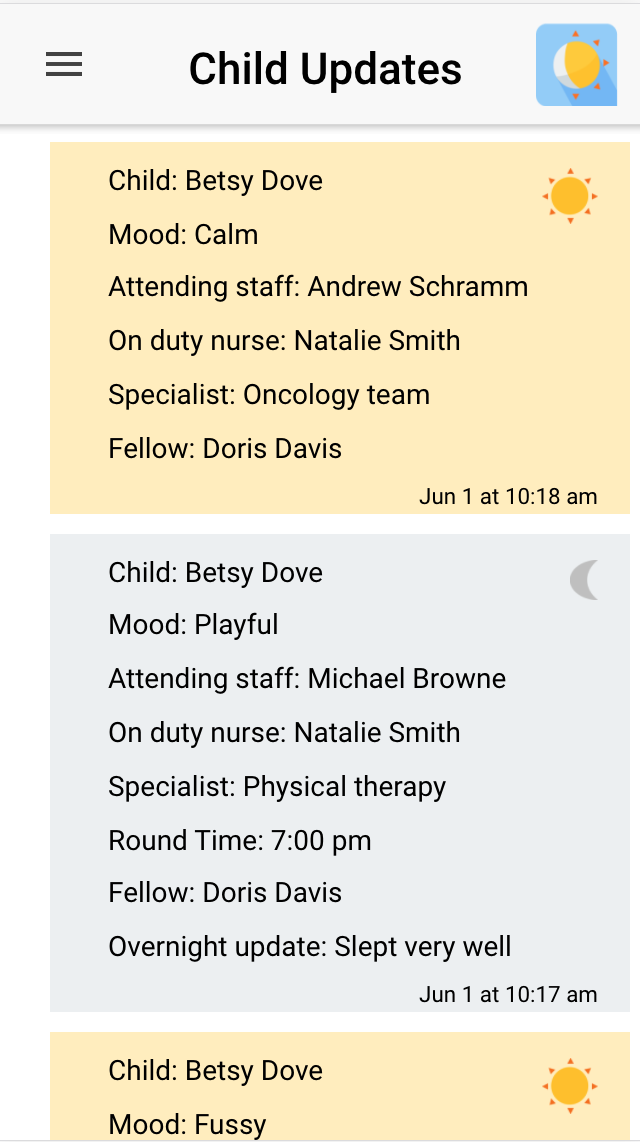 Child Updates
Child: Betsy Dove
Mood: Calm
Attending staff: Andrew Schramm
On duty nurse: Natalie Smith
Specialist: Oncology team
Fellow: Doris Davis
Jun 1 at 10:18 am
Child: Betsy Dove
Mood: Playful
Attending staff: Michael Browne
On duty nurse: Natalie Smith
Specialist: Physical therapy
Round Time: 7:00 pm
Fellow: Doris Davis
Overnight update: Slept very well
Jun 1 at 10:17 am
Child: Betsy Dove
Mood: Fussy